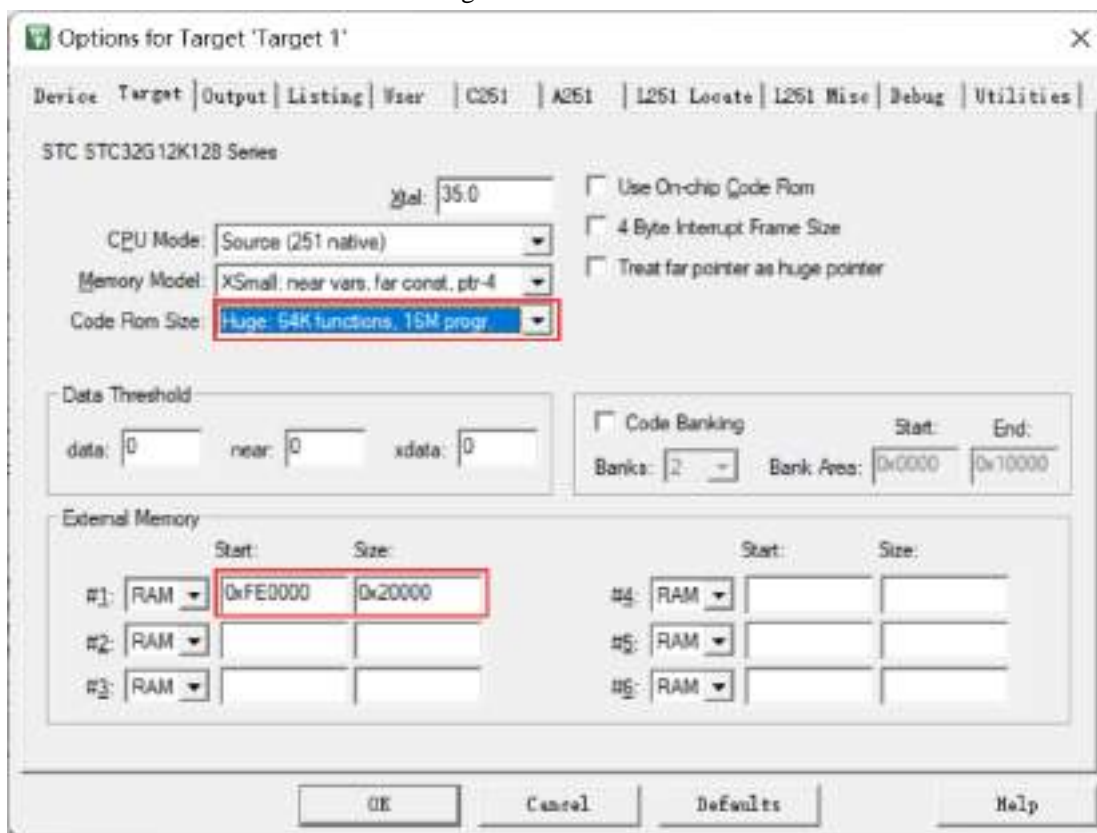 Options for Target 'Target 1'
Device Target Output Listing User C251 A251 L251 Locate L251 Misc Debug Utilities
STC STC32G12K128 Series
Xtal: 35.0
Use On-chip Code Rom
CPU Mode: Source (251 native)
4 Byte Interrupt Frame Size
Memory Model: XSmall: near vars, far const, ptr-4
Treat far pointer as huge pointer
Code Rom Size: Huge: 64K functions, 16M progr.
Data Threshold
data: 0 near: 0 xdata: 0
Code Banking Start: End:
Banks: 2 Bank Area: 0x0000 0x10000
External Memory
Start: Size: Start: Size:
#1: RAM 0xFE0000 0x20000 #4: RAM
#2: RAM #5: RAM
#3: RAM #6: RAM
OK Cancel Defaults Help